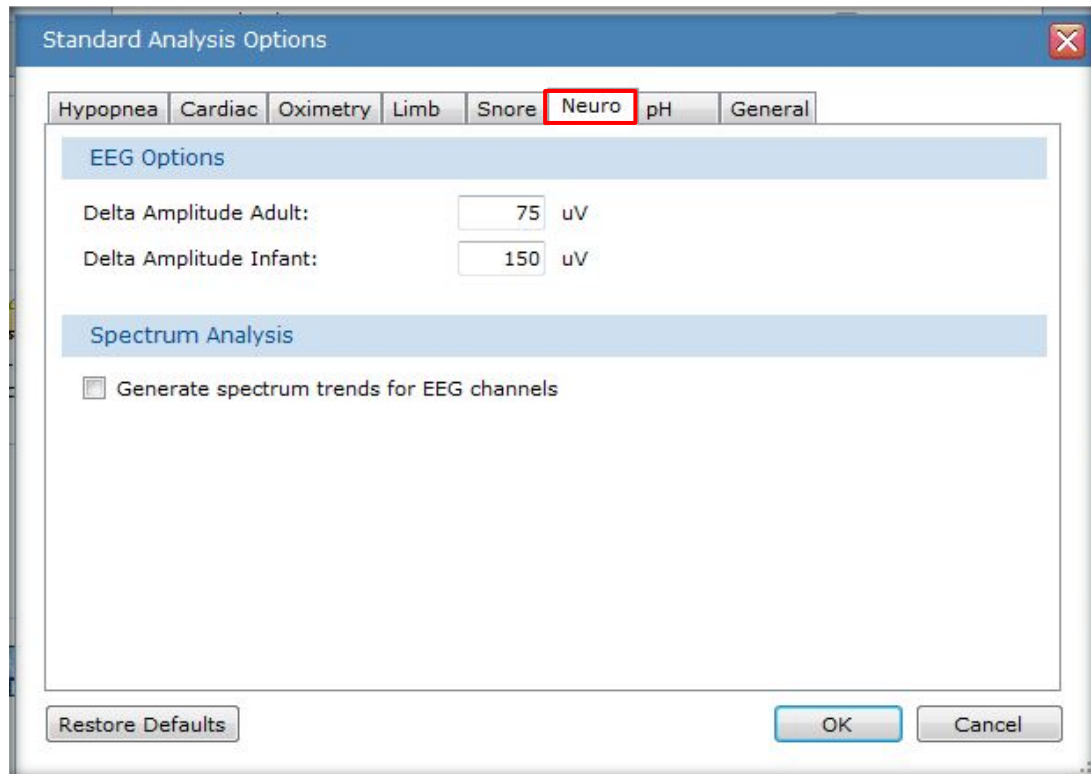 Standard Analysis Options
Hypopnea Cardiac Oximetry Limb Snore Neuro pH General
EEG Options
Delta Amplitude Adult: 75 uV
Delta Amplitude Infant: 150 uV
Spectrum Analysis
Generate spectrum trends for EEG channels
Restore Defaults OK Cancel